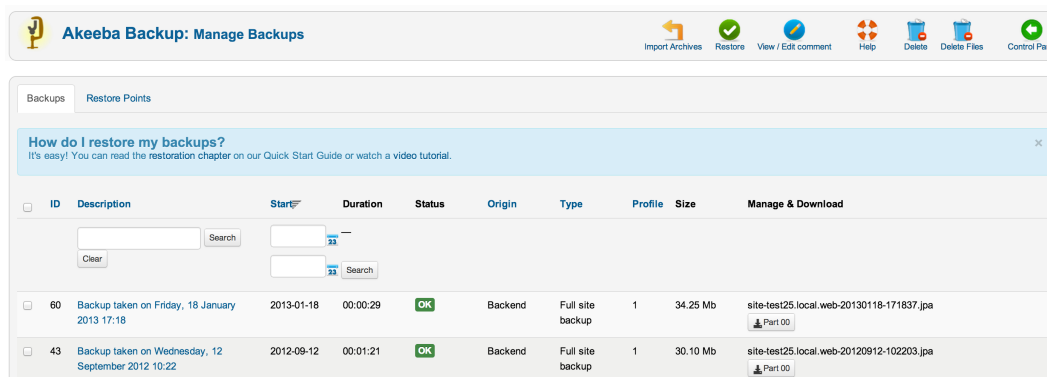 Akeeba Backup: Manage Backups
Import Archives Restore View / Edit comment Help Delete Delete Files Control
Backups Restore Points
How do I restore my backups? ×
It's easy! You can read the restoration chapter on our Quick Start Guide or watch a video tutorial.
ID Description Start Duration Status Origin Type Profile Size Manage & Download
Search 23 —
Clear 23 Search
60 Backup taken on Friday, 18 January 2013-01-18 00:00:29 OK Backend Full site 1 34.25 Mb site-test25.local.web-20130118-171837.jpa
2013 17:18 backup Part 00
43 Backup taken on Wednesday, 12 2012-09-12 00:01:21 OK Backend Full site 1 30.10 Mb site-test25.local.web-20120912-102203.jpa
September 2012 10:22 backup Part 00